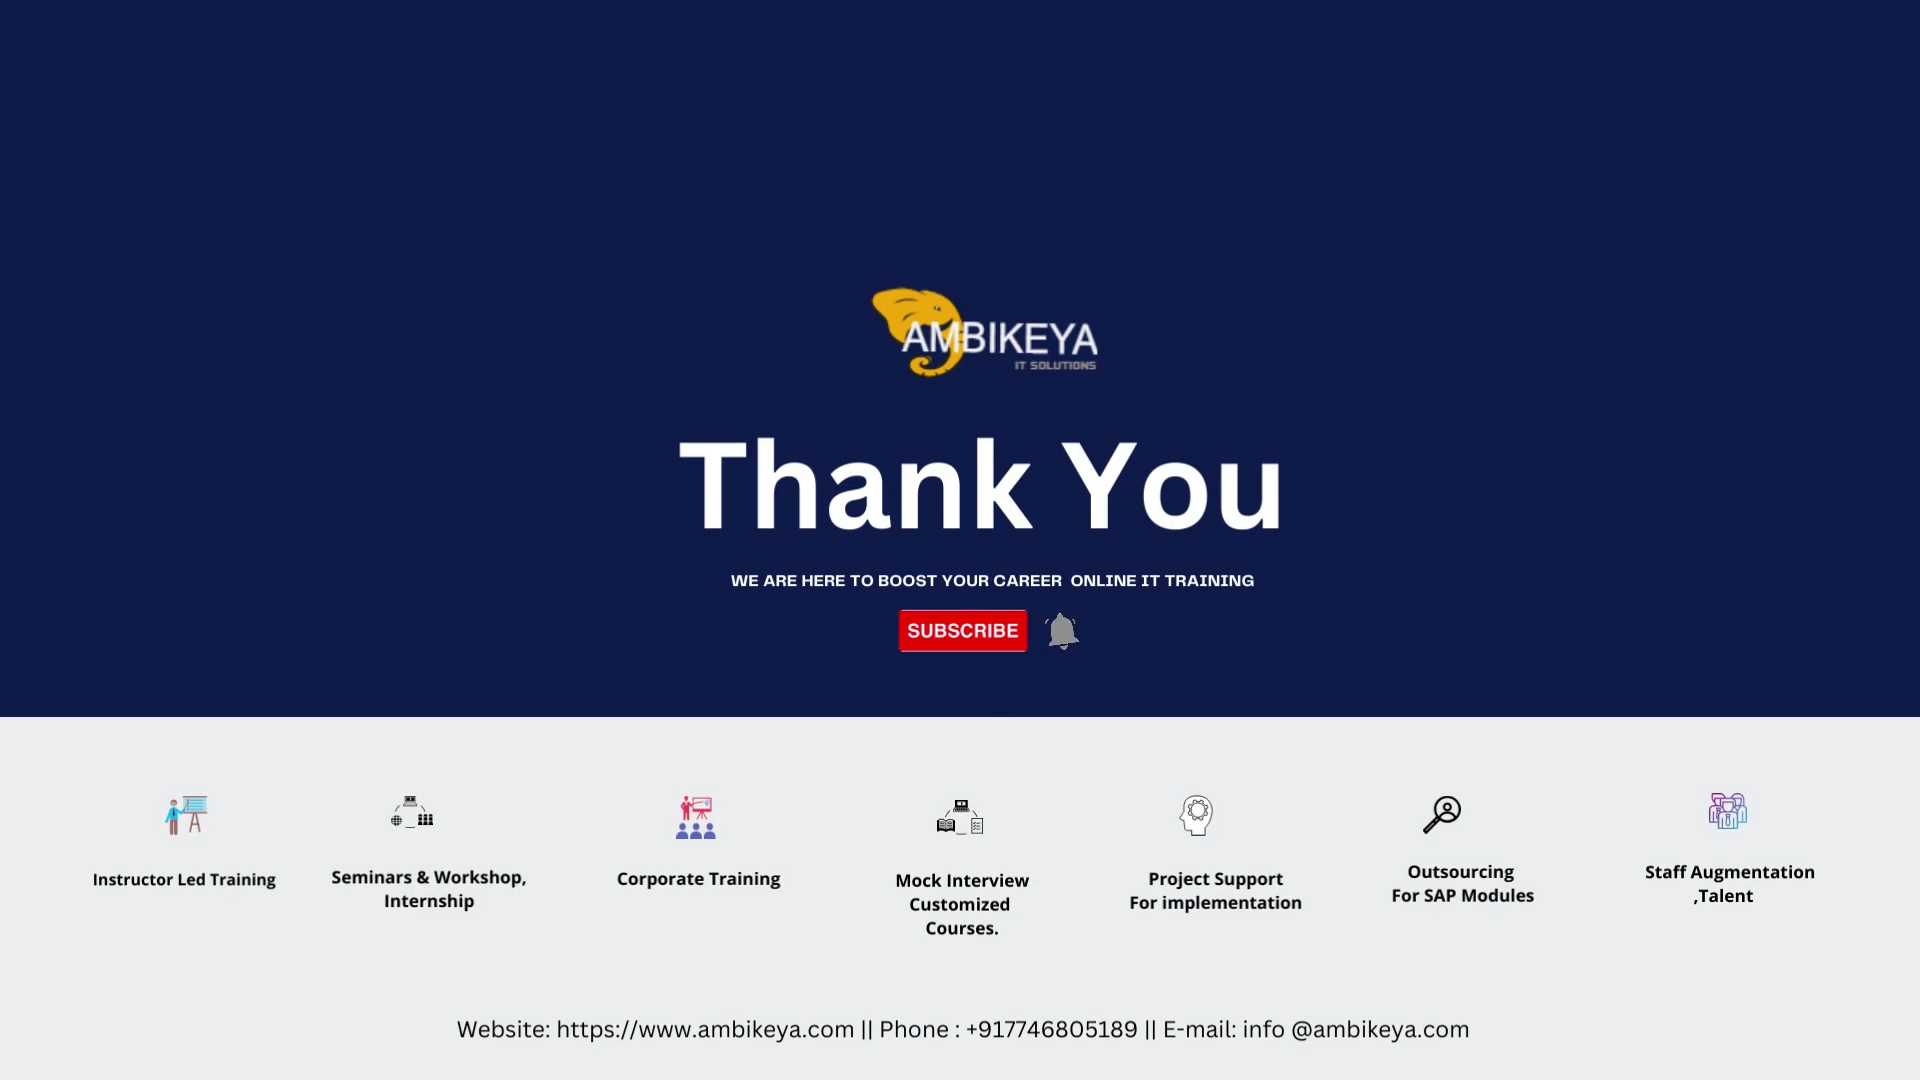 AMBIKEYA
IT SOLUTIONS
Thank You
WE ARE HERE TO BOOST YOUR CAREER ONLINE IT TRAINING
SUBSCRIBE
Instructor Led Training
Seminars & Workshop,
Internship
Corporate Training
Mock Interview
Customized
Courses.
Project Support
For implementation
Outsourcing
For SAP Modules
Staff Augmentation
,Talent
Website: https://www.ambikeya.com || Phone : +917746805189 || E-mail: info @ambikeya.com